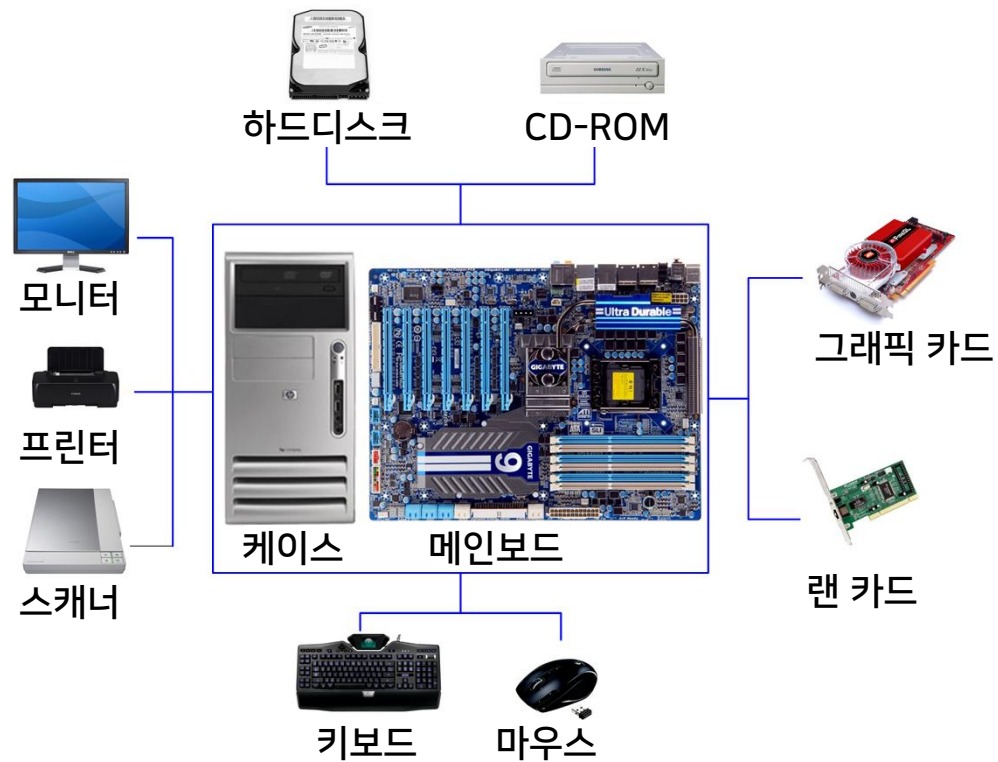 하드디스크
CD-ROM
SAMSUNG
모니터
프린터
스캐너
Ultra Durable
GIGABYTE
GIGABYTE
케이스
메인보드
그래픽 카드
랜 카드
키보드
마우스